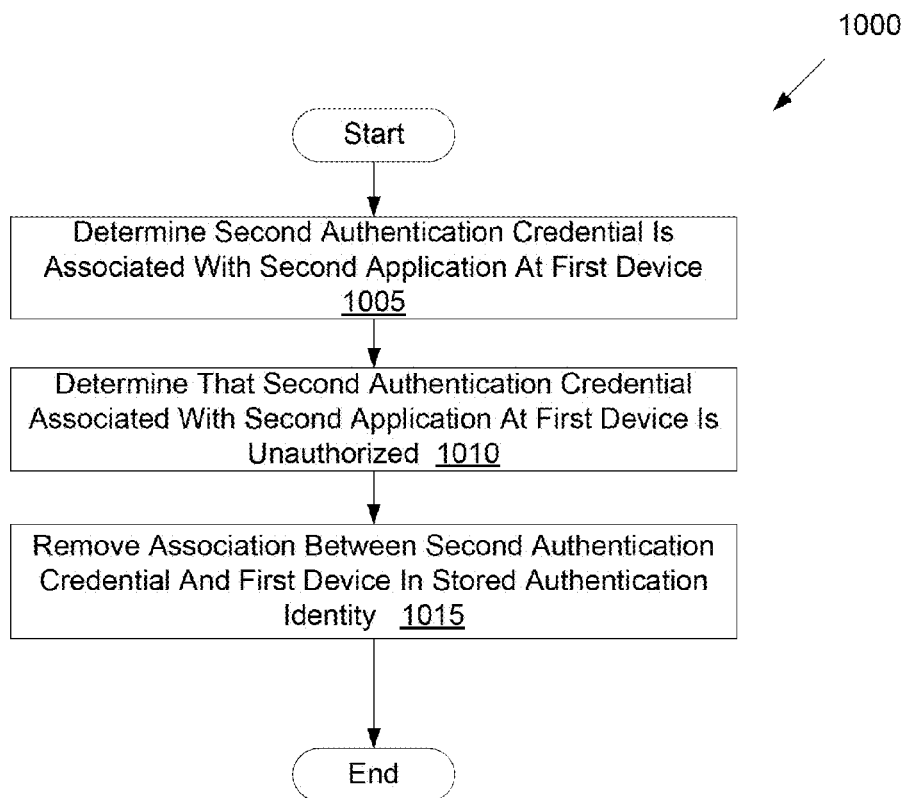 1000
Start
Determine Second Authentication Credential Is
Associated With Second Application At First Device
1005
Determine That Second Authentication Credential
Associated With Second Application At First Device Is
Unauthorized 1010
Remove Association Between Second Authentication
Credential And First Device In Stored Authentication
Identity 1015
End